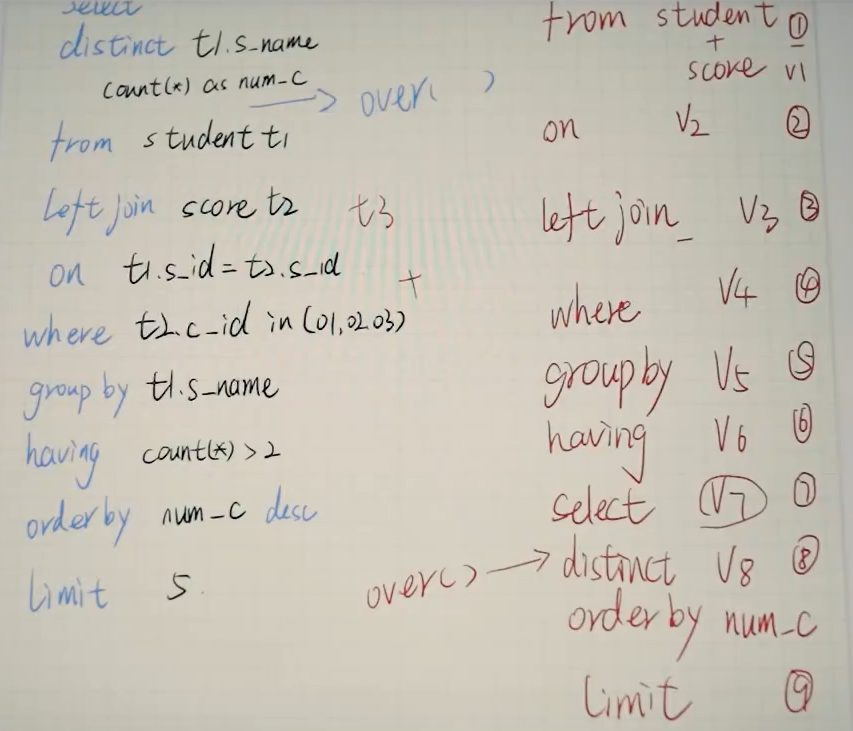 select
distinct t1.s_name
count(*) as num_c
over( )
from student t1
left join score t2 t3
on t1.s_id = t2.s_id +
where t2.c_id in (01,02 03)
group by t1.s_name
having count(*) > 2
order by num_c desc
limit 5
from student ①
+
score v1
on V2 ②
left join_ V3 ③
where V4 ④
group by V5 ⑤
having V6 ⑥
select V7 ⑦
over( ) → distinct V8 ⑧
order by num_c
limit ⑨